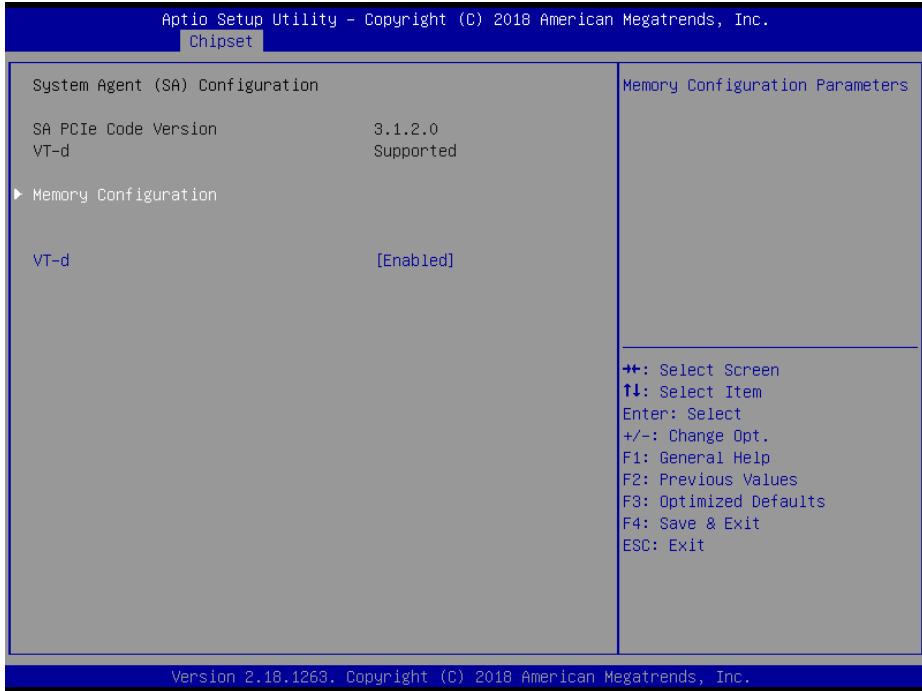 Aptio Setup Utility – Copyright (C) 2018 American Megatrends, Inc.
Chipset
System Agent (SA) Configuration
SA PCIe Code Version 3.1.2.0
VT-d Supported
Memory Configuration
VT-d [Enabled]
Memory Configuration Parameters
→←: Select Screen
↑↓: Select Item
Enter: Select
+/-: Change Opt.
F1: General Help
F2: Previous Values
F3: Optimized Defaults
F4: Save & Exit
ESC: Exit
Version 2.18.1263. Copyright (C) 2018 American Megatrends, Inc.